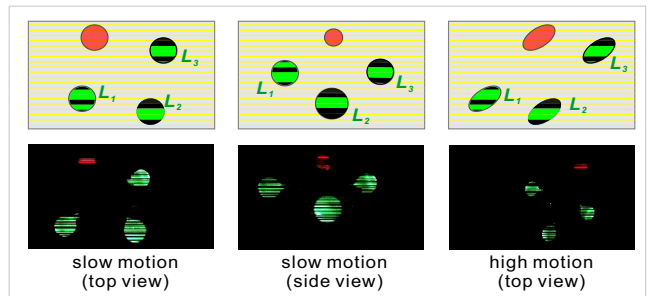 L3
L1
L2
L1
L3
L2
L3
L1
L2
slow motion
(top view)
slow motion
(side view)
high motion
(top view)